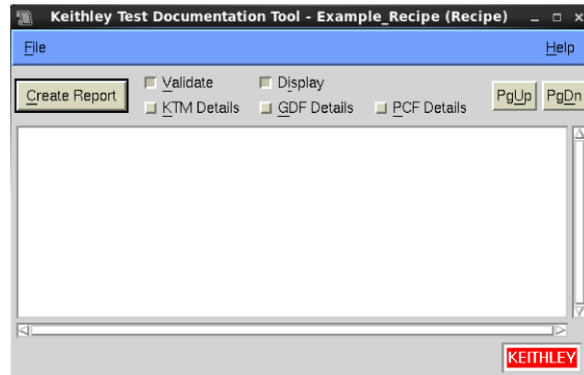 Keithley Test Documentation Tool - Example_Recipe (Recipe)
File Help
Create Report Validate Display PgUp PgDn
KTM Details GDF Details PCF Details
KEITHLEY